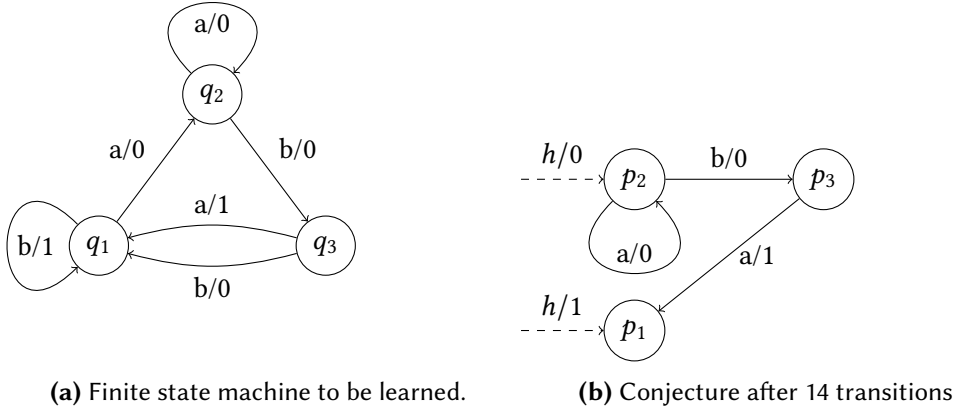 a/0
q2
a/0
b/0
a/1
b/1
q1
q3
b/0
h/0
p2
b/0
p3
a/0
a/1
h/1
p1
(a) Finite state machine to be learned.
(b) Conjecture after 14 transitions